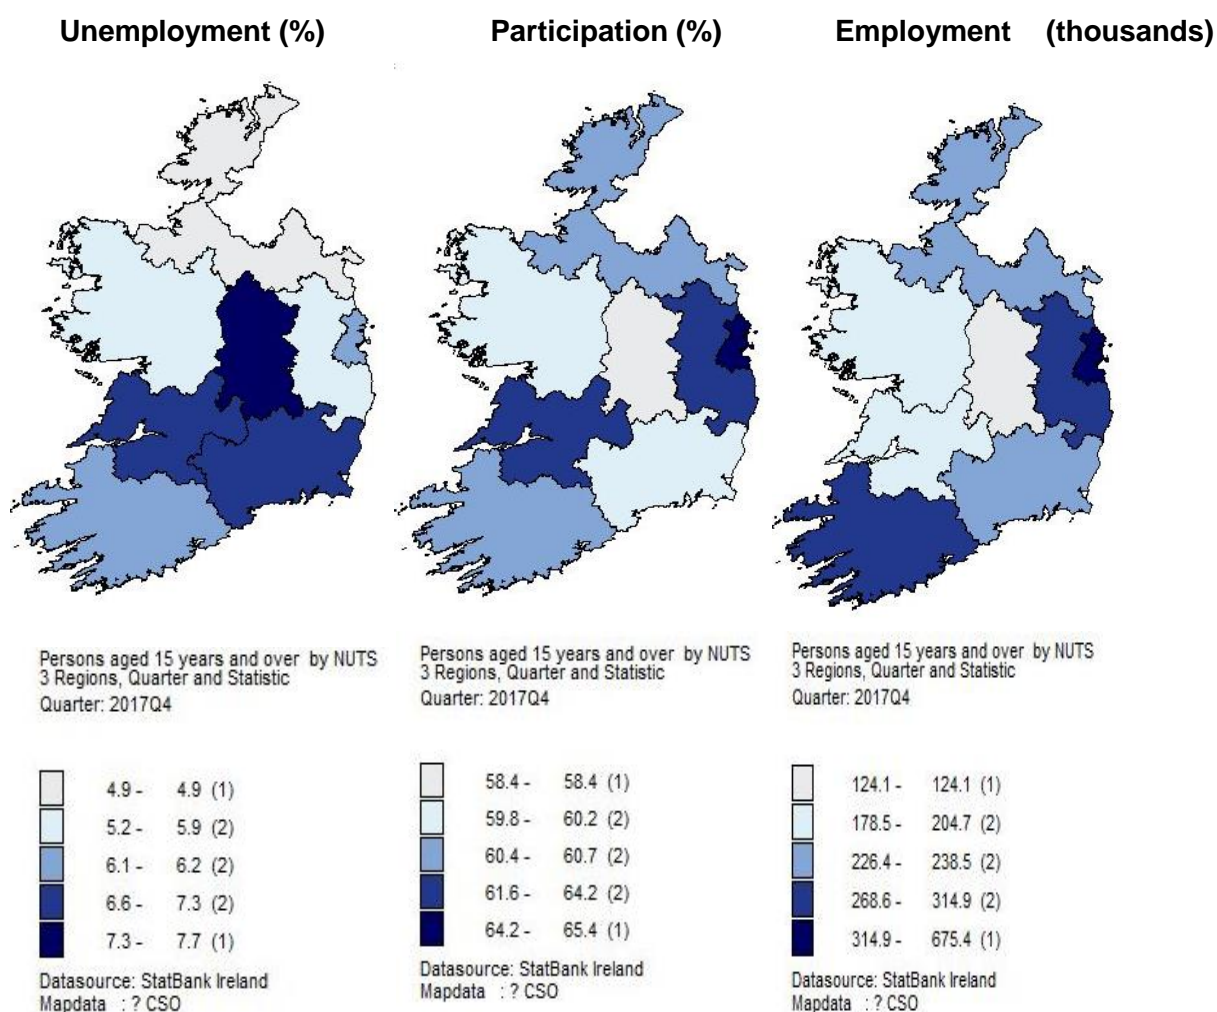 Unemployment (%)
Participation (%)
Employment (thousands)
Persons aged 15 years and over by NUTS
3 Regions, Quarter and Statistic
Quarter: 2017Q4
4.9 - 4.9 (1)
5.2 - 5.9 (2)
6.1 - 6.2 (2)
6.6 - 7.3 (2)
7.3 - 7.7 (1)
Datasource: StatBank Ireland
Mapdata : ? CSO
Persons aged 15 years and over by NUTS
3 Regions, Quarter and Statistic
Quarter: 2017Q4
58.4 - 58.4 (1)
59.8 - 60.2 (2)
60.4 - 60.7 (2)
61.6 - 64.2 (2)
64.2 - 65.4 (1)
Datasource: StatBank Ireland
Mapdata : ? CSO
Persons aged 15 years and over by NUTS
3 Regions, Quarter and Statistic
Quarter: 2017Q4
124.1 - 124.1 (1)
178.5 - 204.7 (2)
226.4 - 238.5 (2)
268.6 - 314.9 (2)
314.9 - 675.4 (1)
Datasource: StatBank Ireland
Mapdata : ? CSO